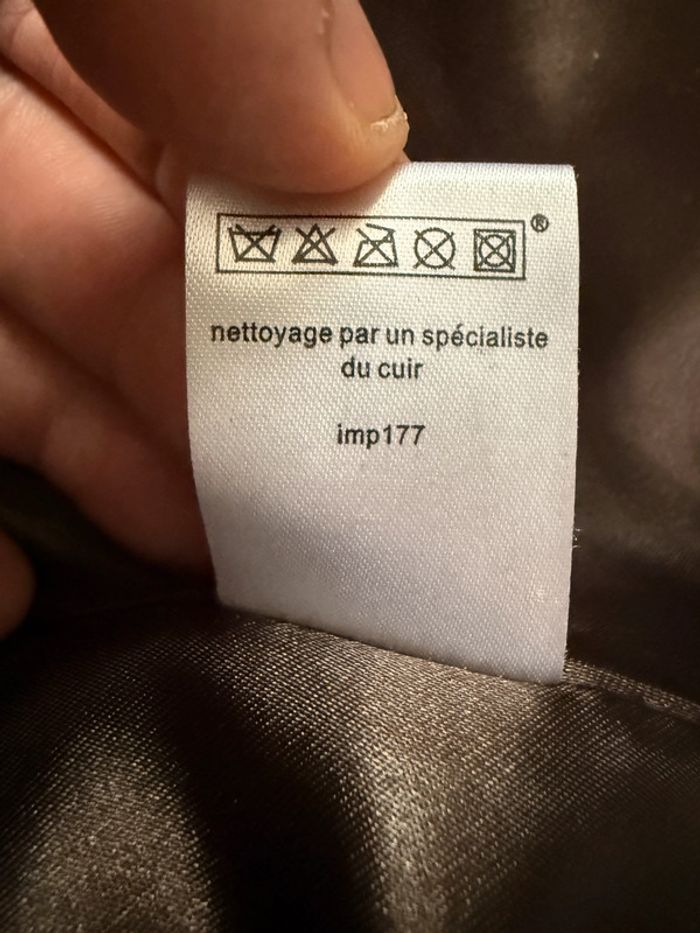 ®
nettoyage par un spécialiste
du cuir
imp177